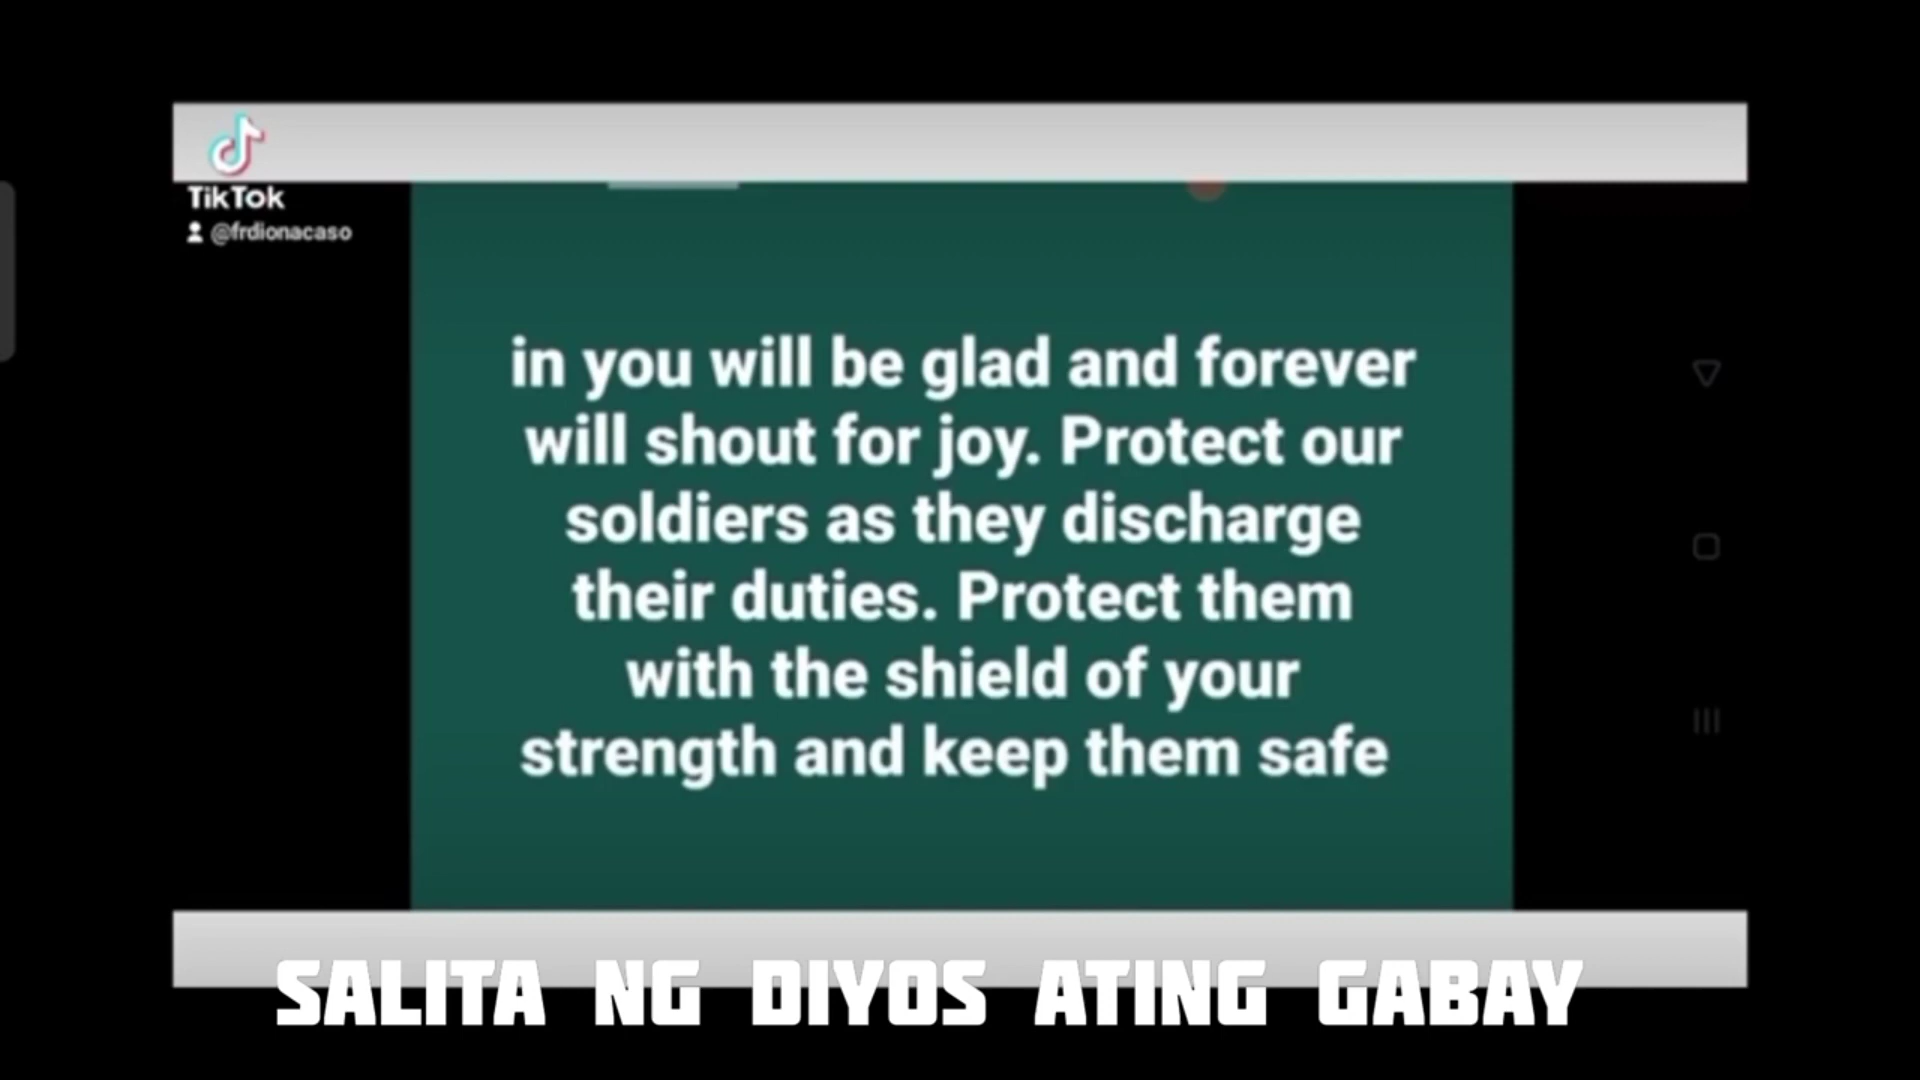 TikTok
@frdionacaso
in you will be glad and forever
will shout for joy. Protect our
soldiers as they discharge
their duties. Protect them
with the shield of your
strength and keep them safe
SALITA NG DIYOS ATING GABAY